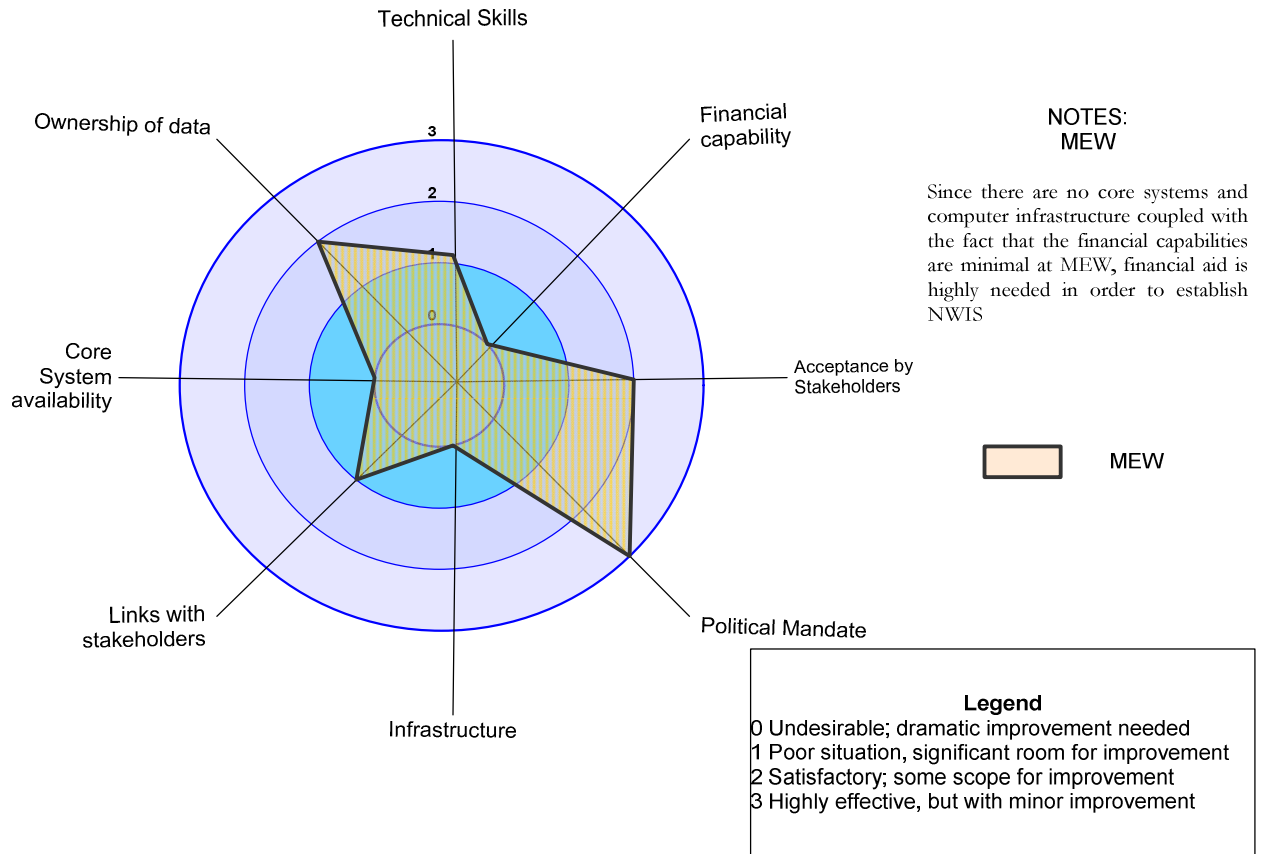 Technical Skills
Ownership of data
Financial
capability
3
2
1
0
NOTES:
MEW
Since there are no core systems and
computer infrastructure coupled with
the fact that the financial capabilities
are minimal at MEW, financial aid is
highly needed in order to establish
NWIS
Core
System
availability
Acceptance by
Stakeholders
MEW
Links with
stakeholders
Political Mandate
Infrastructure
Legend
0 Undesirable; dramatic improvement needed
1 Poor situation, significant room for improvement
2 Satisfactory; some scope for improvement
3 Highly effective, but with minor improvement